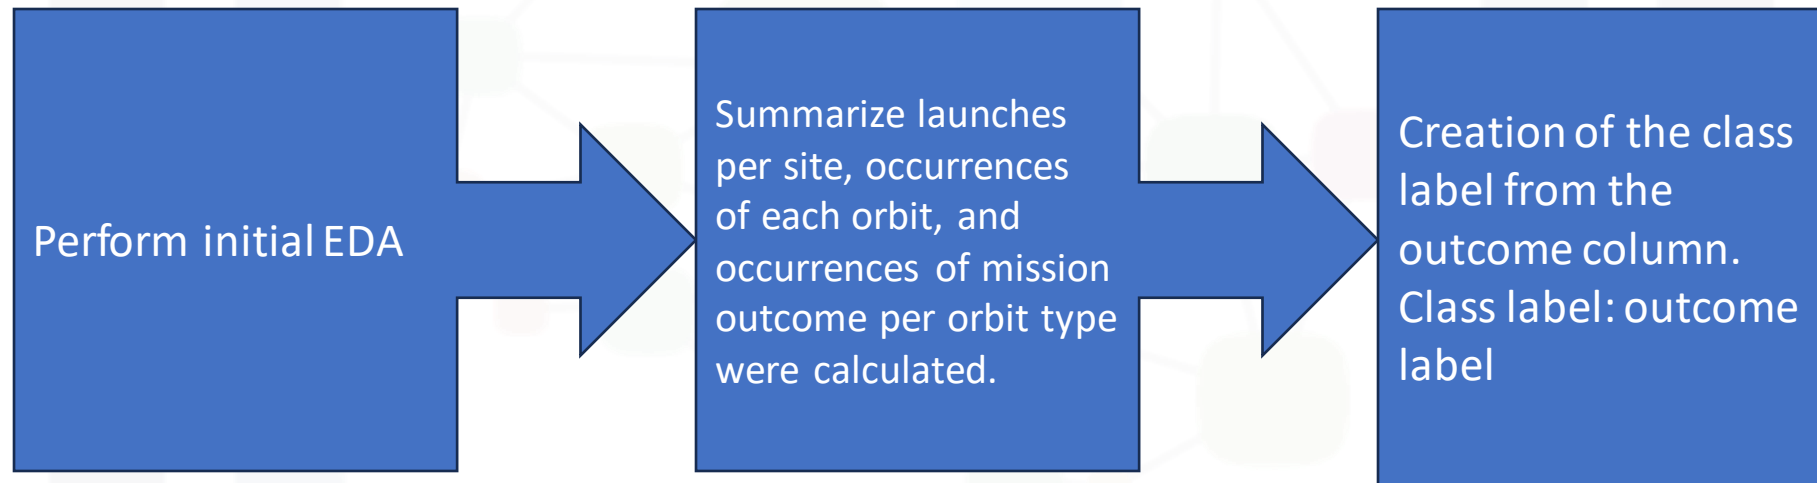 Perform initial EDA
Summarize launches
per site, occurrences
of each orbit, and
occurrences of mission
outcome per orbit type
were calculated.
Creation of the class
label from the
outcome column.
Class label: outcome
label